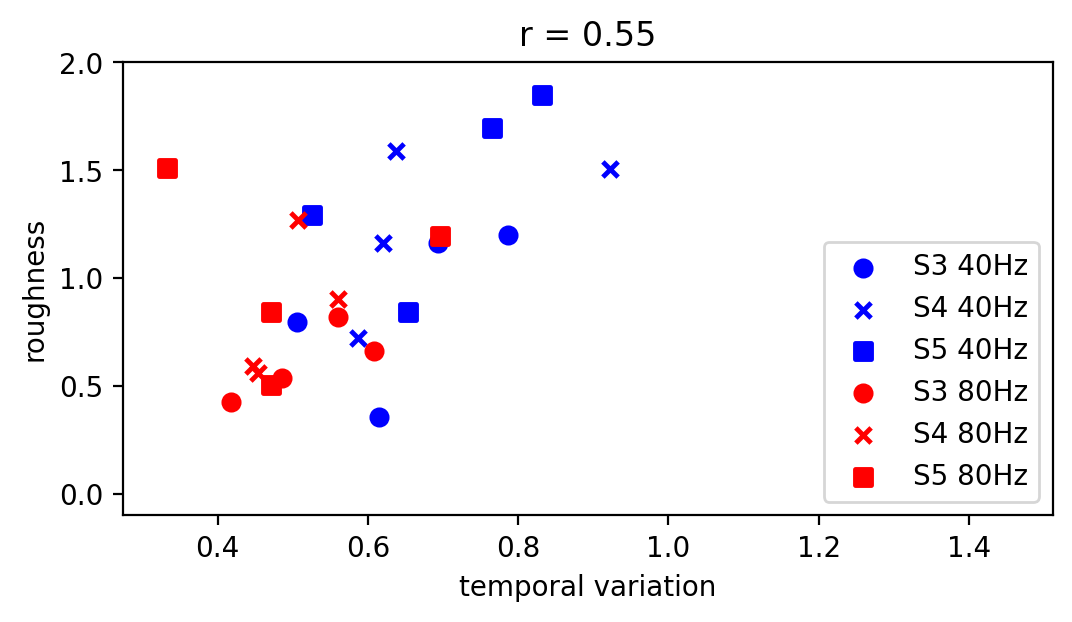 r = 0.55
2.0
1.5
1.0
0.5
0.0
roughness
0.4 0.6 0.8 1.0 1.2 1.4
temporal variation
S3 40Hz
S4 40Hz
S5 40Hz
S3 80Hz
S4 80Hz
S5 80Hz